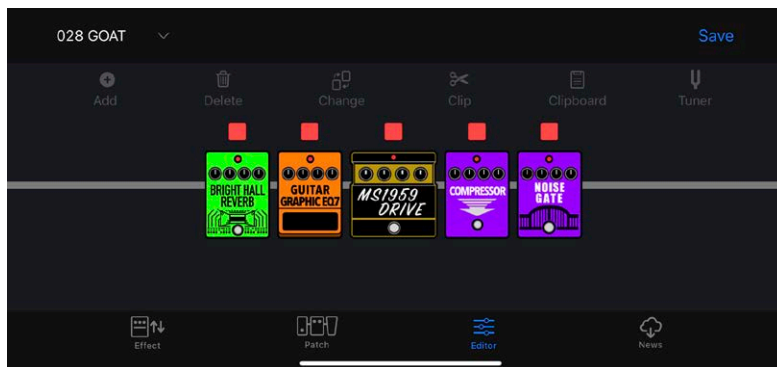 028 GOAT
Save
Add
Delete
Change
Clip
Clipboard
Tuner
BRIGHT HALL
REVERB
GUITAR
GRAPHIC EQ7
MS1959
DRIVE
COMPRESSOR
NOISE
GATE
Effect
Patch
Editor
News